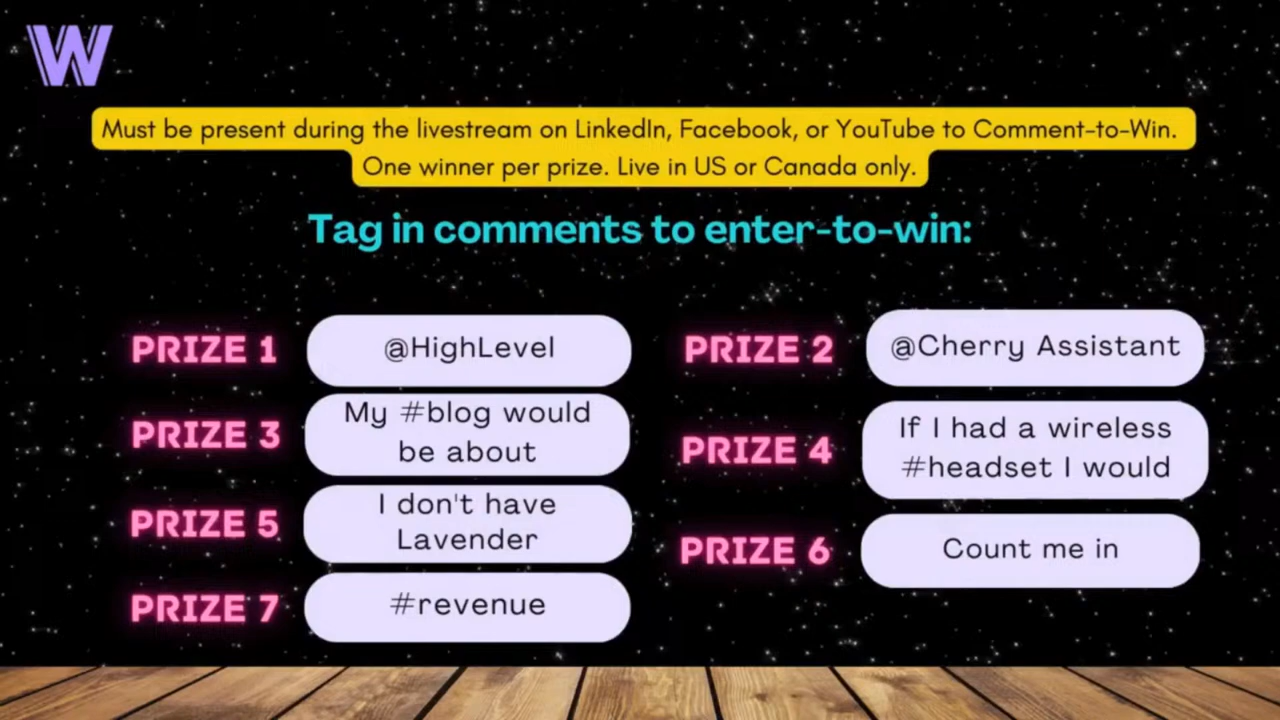 W
Must be present during the livestream on LinkedIn, Facebook, or YouTube to Comment-to-Win.
One winner per prize. Live in US or Canada only.
Tag in comments to enter-to-win:
PRIZE 1
@HighLevel
PRIZE 2
@Cherry Assistant
PRIZE 3
My #blog would
be about
PRIZE 4
If I had a wireless
#headset I would
PRIZE 5
I don't have
Lavender
PRIZE 6
Count me in
PRIZE 7
#revenue